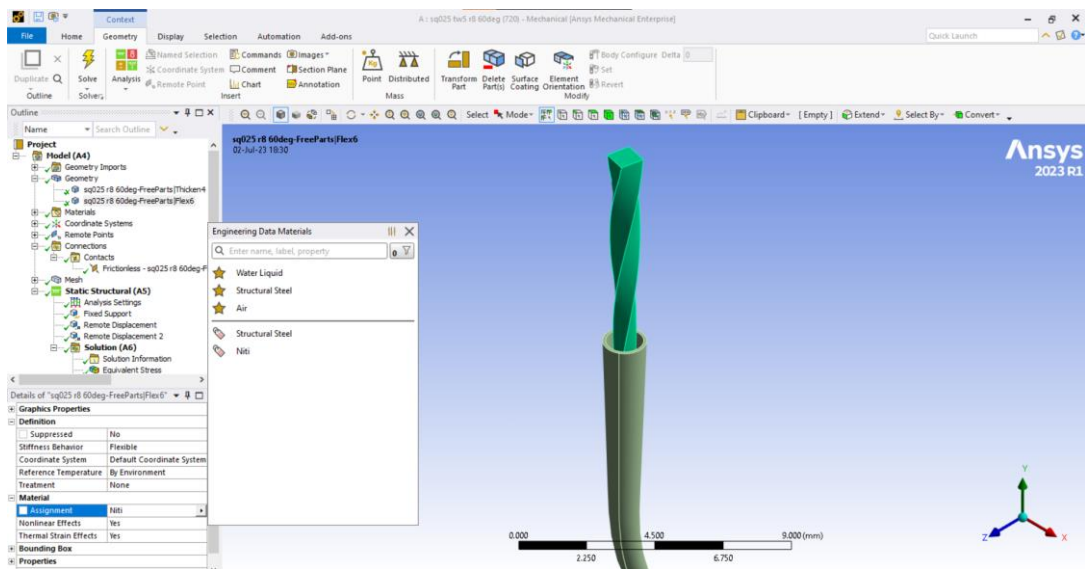 Context
A : sq025 tw5 r8 60deg (720) - Mechanical [Ansys Mechanical Enterprise]
File Home Geometry Display Selection Automation Add-ons
Quick Launch
Duplicate
Outline
Solve
Solvers
Analysis
Named Selection
Coordinate System
Remote Point
Commands
Comment
Chart
Images
Section Plane
Annotation
Insert
Kg
Point
Distributed
Mass
Transform Part
Delete Part(s)
Surface Coating
Element Orientation
Body Configure Delta 0
Set
Revert
Modify
Outline
Name
Search Outline
Select Mode
Clipboard [ Empty ] Extend Select By Convert
Project
Model (A4)
Geometry Imports
Geometry
sq025 r8 60deg-FreeParts|Thicken4
sq025 r8 60deg-FreeParts|Flex6
Materials
Coordinate Systems
Remote Points
Connections
Contacts
Frictionless - sq025 r8 60deg-F
Mesh
Static Structural (A5)
Analysis Settings
Fixed Support
Remote Displacement
Remote Displacement 2
Solution (A6)
Solution Information
Equivalent Stress
Details of "sq025 r8 60deg-FreeParts|Flex6"
Graphics Properties
Definition
Suppressed No
Stiffness Behavior Flexible
Coordinate System Default Coordinate System
Reference Temperature By Environment
Treatment None
Material
Assignment Niti
Nonlinear Effects Yes
Thermal Strain Effects Yes
Bounding Box
Properties
Engineering Data Materials
Enter name, label, property
0
Water Liquid
Structural Steel
Air
Structural Steel
Niti
sq025 r8 60deg-FreeParts|Flex6
02-Jul-23 18:30
Ansys
2023 R1
0.000 4.500 9.000 (mm)
2.250 6.750
Y
Z
X